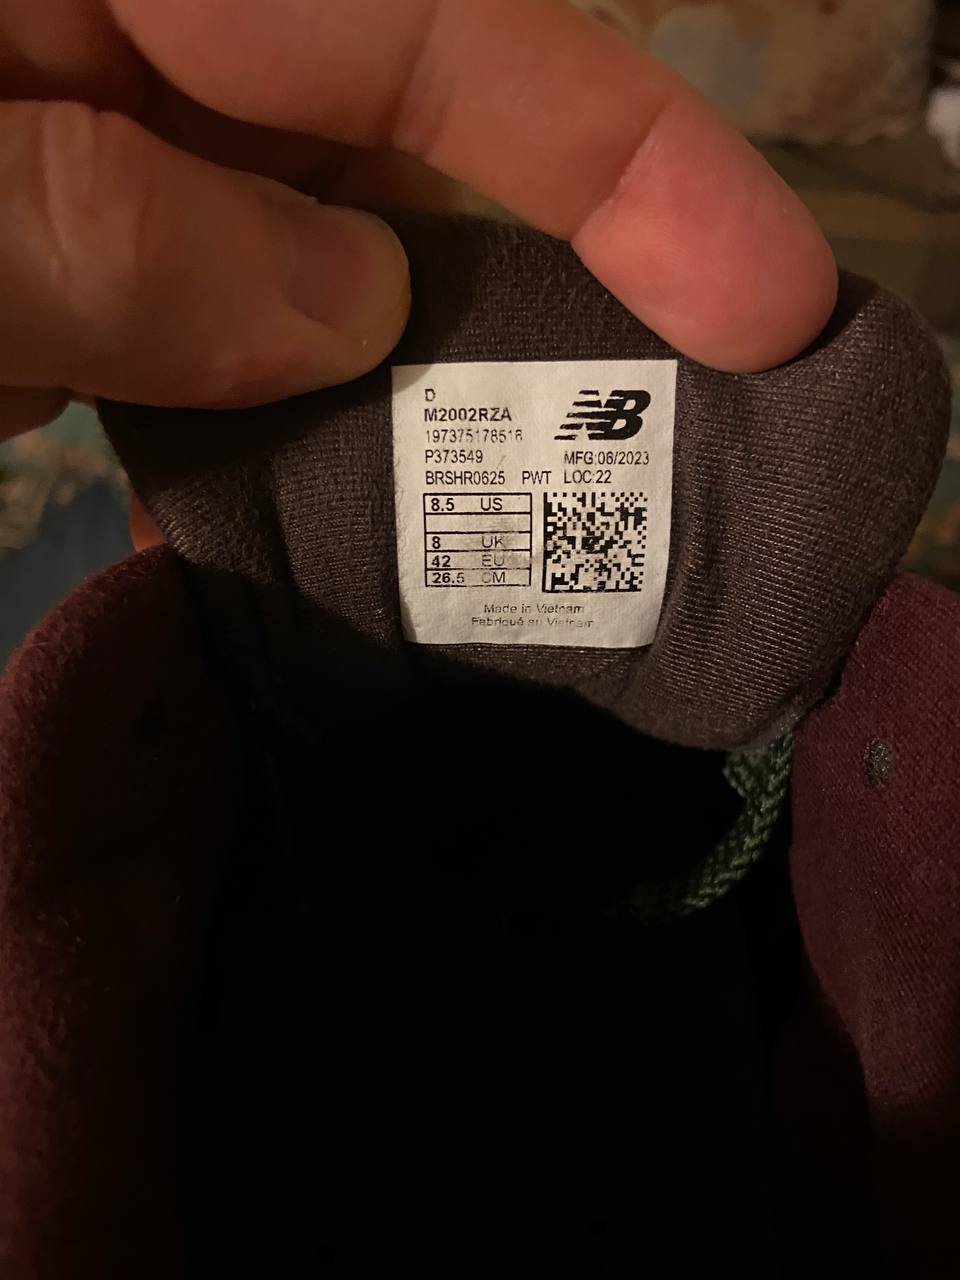 D
M2002RZA
197375178518
P373549 MFG:06/2023
BRSHR0625 PWT LOC:22
NB
8.5 US
8 UK
42 EU
26.5 CM
Made in Vietnam
Fabriqué au Vietnam